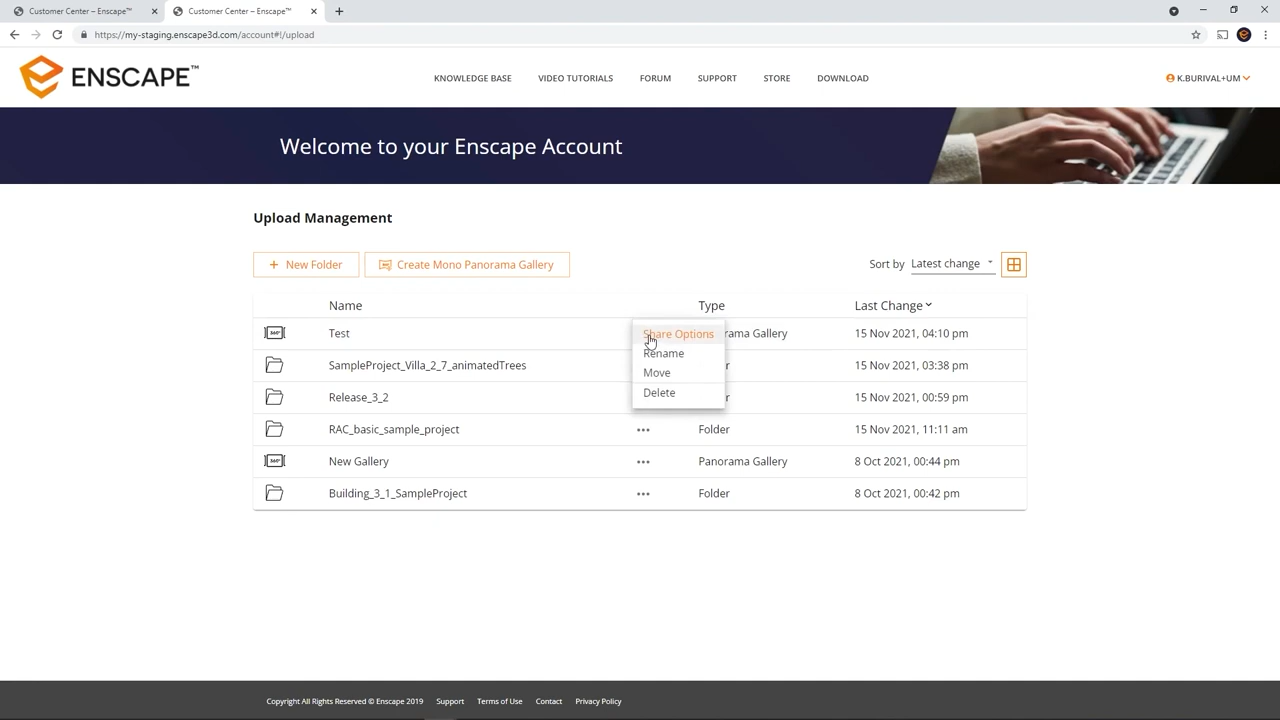 Customer Center – Enscape™
Customer Center – Enscape™
https://my-staging.enscape3d.com/account#!/upload
ENSCAPE™
KNOWLEDGE BASE VIDEO TUTORIALS FORUM SUPPORT STORE DOWNLOAD
K.BURIVAL+UM
Welcome to your Enscape Account
Upload Management
+ New Folder
Create Mono Panorama Gallery
Sort by Latest change
Name Type Last Change
Test rama Gallery 15 Nov 2021, 04:10 pm
SampleProject_Villa_2_7_animatedTrees r 15 Nov 2021, 03:38 pm
Release_3_2 r 15 Nov 2021, 00:59 pm
RAC_basic_sample_project ••• Folder 15 Nov 2021, 11:11 am
New Gallery ••• Panorama Gallery 8 Oct 2021, 00:44 pm
Building_3_1_SampleProject ••• Folder 8 Oct 2021, 00:42 pm
Share Options
Rename
Move
Delete
Copyright All Rights Reserved © Enscape 2019 Support Terms of Use Contact Privacy Policy